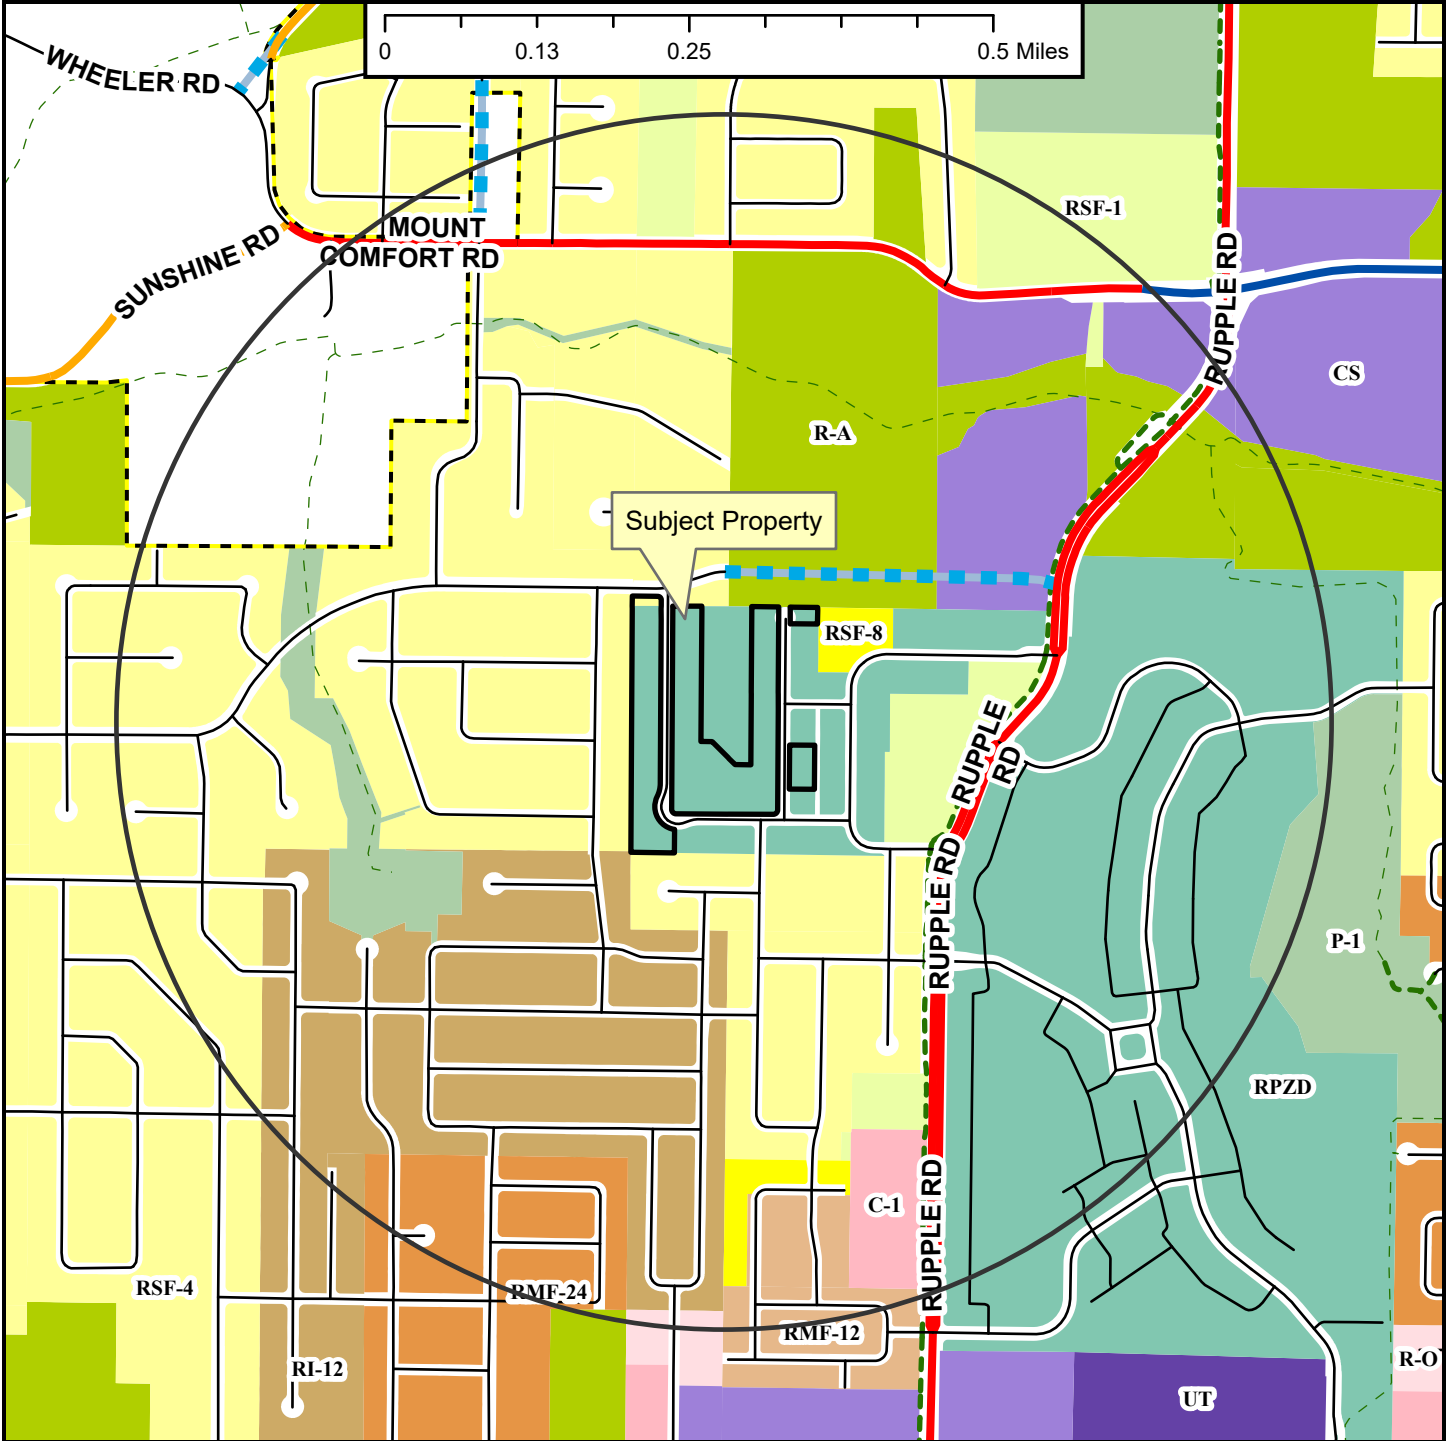 0 0.13 0.25 0.5 Miles
WHEELER RD
RSF-1
MOUNT
COMFORT RD
SUNSHINE RD
RUPPLE RD
CS
R-A
Subject Property
RSF-8
RUPPLE
RD
RUPPLE RD
P-1
RPZD
C-1
RUPPLE RD
RSF-4
RMF-24
RMF-12
R-O
RI-12
UT